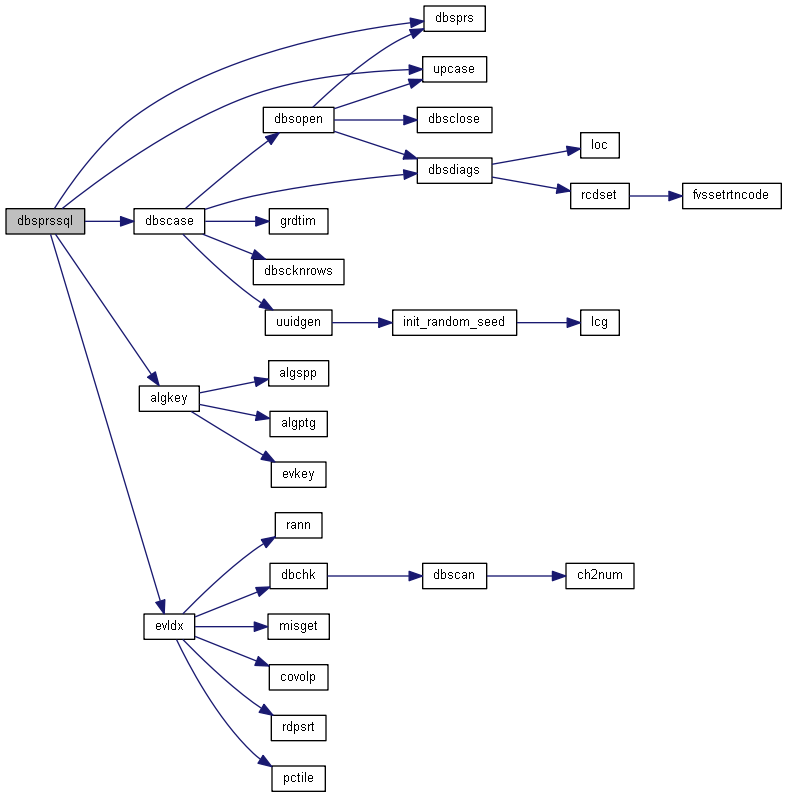 dbsprs
upcase
dbsopen
dbsclose
loc
dbsdiags
rcdset
fvssetrtncode
dbsprssql
dbscase
grdtim
dbscknrows
uuidgen
init_random_seed
lcg
algspp
algkey
algptg
evkey
rann
dbchk
dbscan
ch2num
evldx
misget
covolp
rdpsrt
pctile